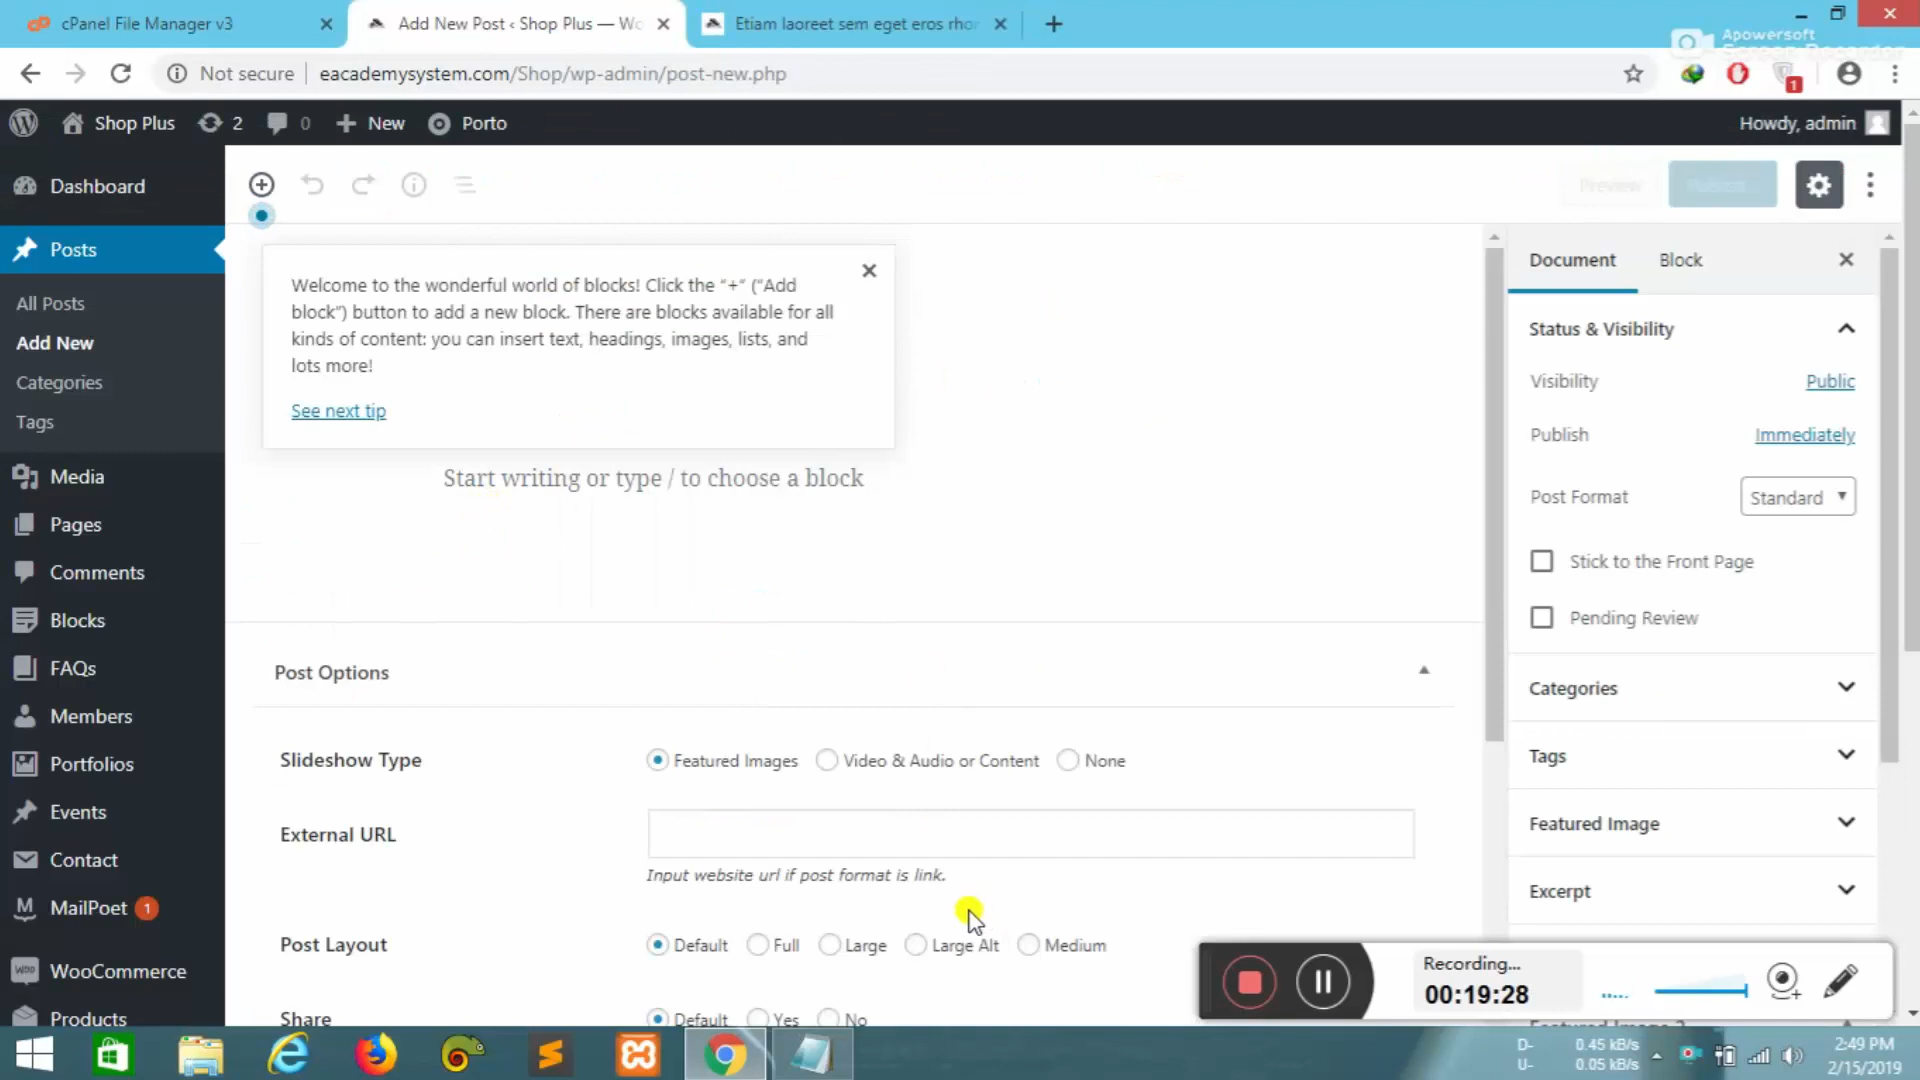 cPanel File Manager v3
Add New Post ‹ Shop Plus — Wo
Etiam laoreet sem eget eros rhor
Apowersoft
Not secure
eacademysystem.com/Shop/wp-admin/post-new.php
1
Shop Plus
2
0
New
Porto
Howdy, admin
Dashboard
Posts
All Posts
Add New
Categories
Tags
Media
Pages
Comments
Blocks
FAQs
Members
Portfolios
Events
Contact
MailPoet 1
WooCommerce
Products
Preview
Welcome to the wonderful world of blocks! Click the “+” (“Add
block”) button to add a new block. There are blocks available for all
kinds of content: you can insert text, headings, images, lists, and
lots more!
See next tip
Start writing or type / to choose a block
Post Options
Slideshow Type
Featured Images
Video & Audio or Content
None
External URL
Input website url if post format is link.
Post Layout
Default
Full
Large
Large Alt
Medium
Share
Default
Yes
No
Document
Block
Status & Visibility
Visibility
Public
Publish
Immediately
Post Format
Standard
Stick to the Front Page
Pending Review
Categories
Tags
Featured Image
Excerpt
Recording...
00:19:28
D-
0.45 kB/s
U-
0.05 kB/s
2:49 PM
2/15/2019